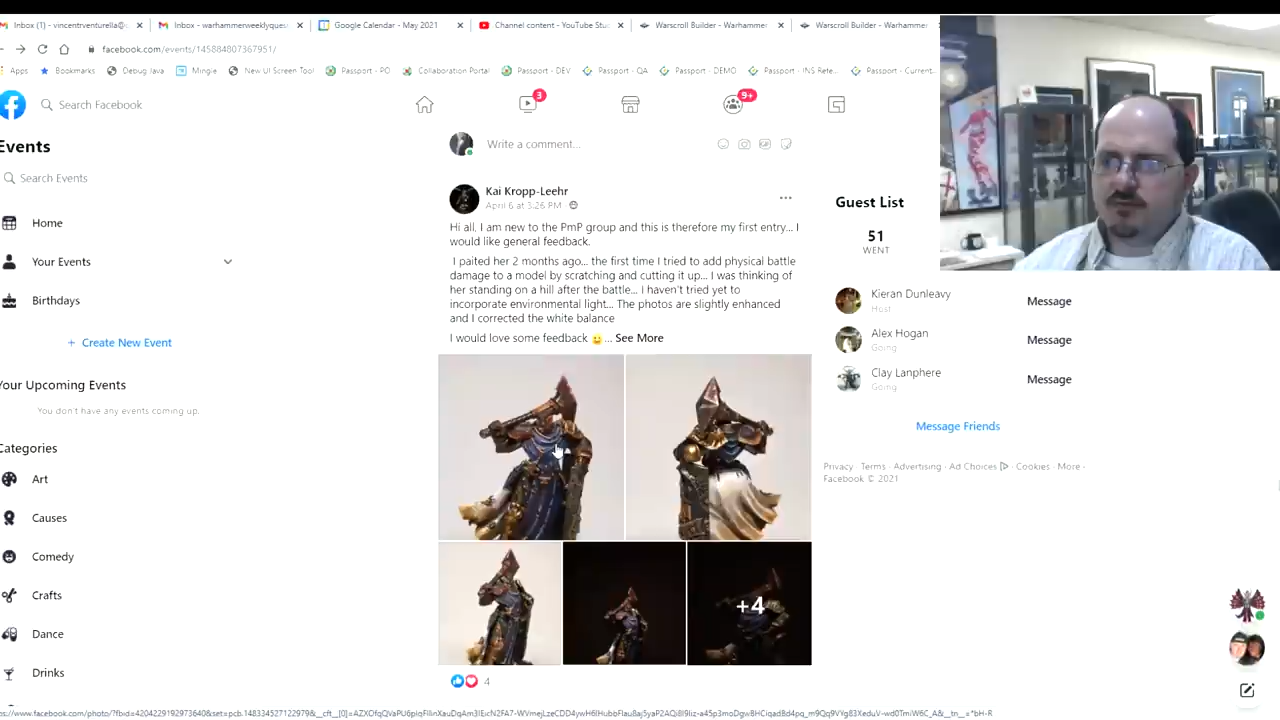 Inbox (1) - vincentrventurella@
Inbox - warhammerweeklyques
Google Calendar - May 2021
Channel content - YouTube Stu
Warscroll Builder - Warhammer
Warscroll Builder - Warhammer
facebook.com/events/145884807367951/
Apps
Bookmarks
Debug Java
Mingle
New UI Screen Tool
Passport - PO
Collaboration Portal
Passport - DEV
Passport - QA
Passport - DEMO
Passport - INS Rete...
Passport - Current...
Search Facebook
3
9+
Events
Search Events
Home
Your Events
Birthdays
+ Create New Event
Your Upcoming Events
You don't have any events coming up.
Categories
Art
Causes
Comedy
Crafts
Dance
Drinks
Write a comment...
Kai Kropp-Leehr
April 6 at 3:26 PM
Hi all, I am new to the PmP group and this is therefore my first entry... I
would like general feedback.
I paited her 2 months ago... the first time I tried to add physical battle
damage to a model by scratching and cutting it up... I was thinking of
her standing on a hill after the battle... I haven't tried yet to
incorporate environmental light... The photos are slightly enhanced
and I corrected the white balance
I would love some feedback ... See More
+4
4
Guest List
51
WENT
Kieran Dunleavy
Host
Message
Alex Hogan
Going
Message
Clay Lanphere
Going
Message
Message Friends
Privacy · Terms · Advertising · Ad Choices · Cookies · More ·
Facebook © 2021